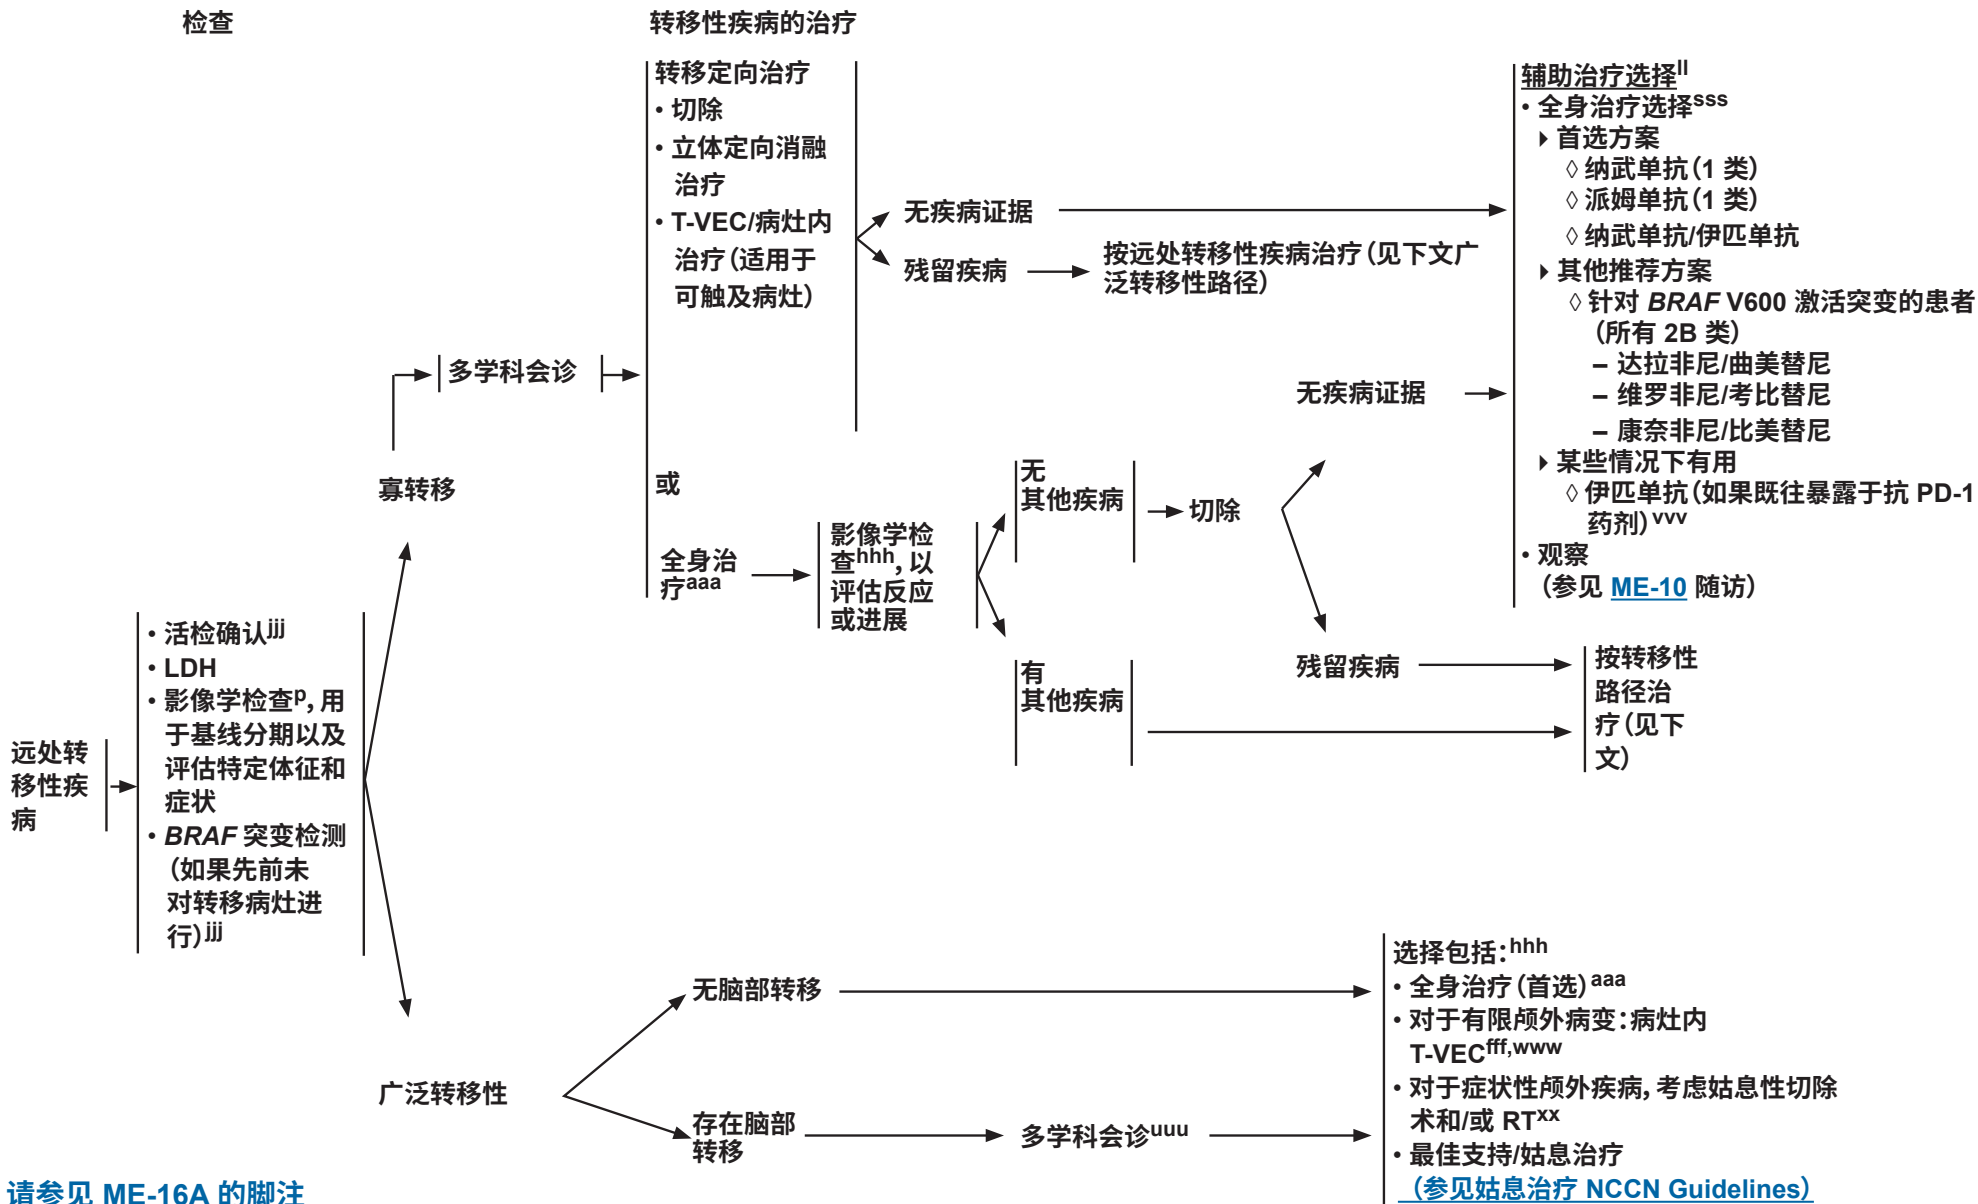 检查
转移性疾病的治疗
转移定向治疗
• 切除
• 立体定向消融
治疗
• T-VEC/病灶内
治疗(适用于
可触及病灶)
无疾病证据
残留疾病
按远处转移性疾病治疗(见下文广
泛转移性路径)
辅助治疗选择ll
• 全身治疗选择sss
首选方案
◊ 纳武单抗(1 类)
◊ 派姆单抗(1 类)
◊ 纳武单抗/伊匹单抗
其他推荐方案
◊ 针对 BRAF V600 激活突变的患者
(所有 2B 类)
– 达拉非尼/曲美替尼
– 维罗非尼/考比替尼
– 康奈非尼/比美替尼
某些情况下有用
◊ 伊匹单抗(如果既往暴露于抗 PD-1
药剂)vvv
• 观察
(参见 ME-10 随访)
多学科会诊
寡转移
或
全身治
疗aaa
影像学检
查hhh,以
评估反应
或进展
无
其他疾病
切除
无疾病证据
残留疾病
有
其他疾病
按转移性
路径治
疗(见下
文)
远处转
移性疾
病
• 活检确认jjj
• LDH
• 影像学检查p,用
于基线分期以及
评估特定体征和
症状
• BRAF 突变检测
(如果先前未
对转移病灶进
行)jjj
广泛转移性
无脑部转移
存在脑部
转移
多学科会诊uuu
选择包括:hhh
• 全身治疗(首选)aaa
• 对于有限颅外病变:病灶内
T-VECfff,www
• 对于症状性颅外疾病,考虑姑息性切除
术和/或 RTxx
• 最佳支持/姑息治疗
(参见姑息治疗 NCCN Guidelines)
请参见 ME-16A 的脚注